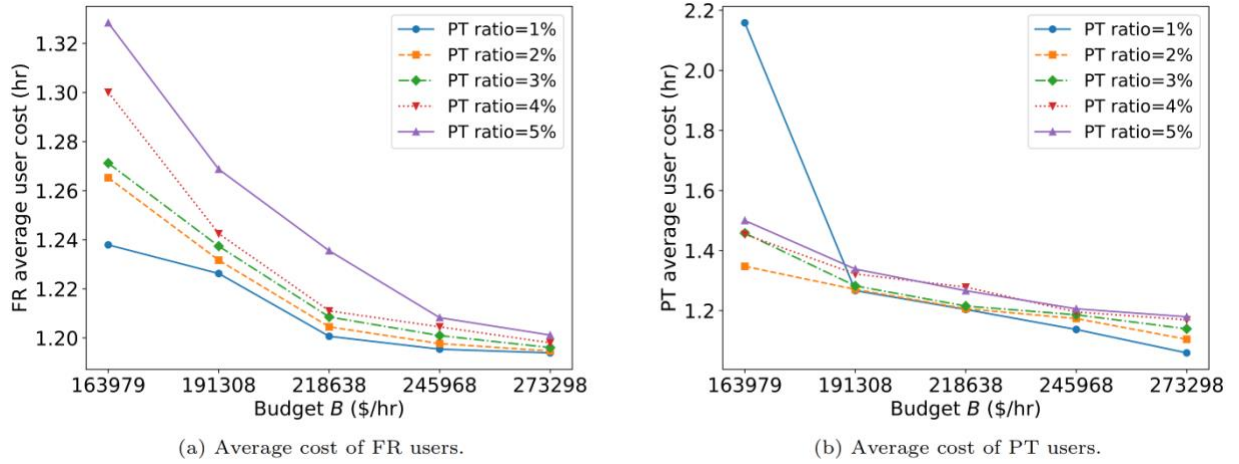 FR average user cost (hr)
1.32
1.30
1.28
1.26
1.24
1.22
1.20
PT ratio=1%
PT ratio=2%
PT ratio=3%
PT ratio=4%
PT ratio=5%
163979 191308 218638 245968 273298
Budget B ($/hr)
(a) Average cost of FR users.
PT average user cost (hr)
2.2
2.0
1.8
1.6
1.4
1.2
PT ratio=1%
PT ratio=2%
PT ratio=3%
PT ratio=4%
PT ratio=5%
163979 191308 218638 245968 273298
Budget B ($/hr)
(b) Average cost of PT users.